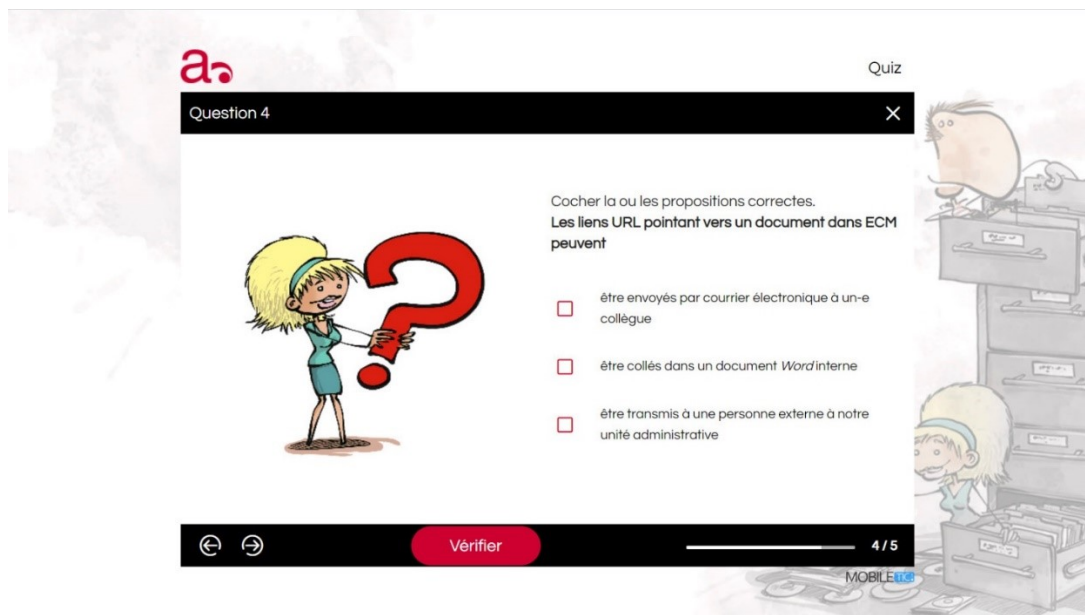 a
Quiz
Question 4
Cocher la ou les propositions correctes.
Les liens URL pointant vers un document dans ECM
peuvent
être envoyés par courrier électronique à un-e
collègue
être collés dans un document Word interne
être transmis à une personne externe à notre
unité administrative
Vérifier
4 / 5
MOBILETIC